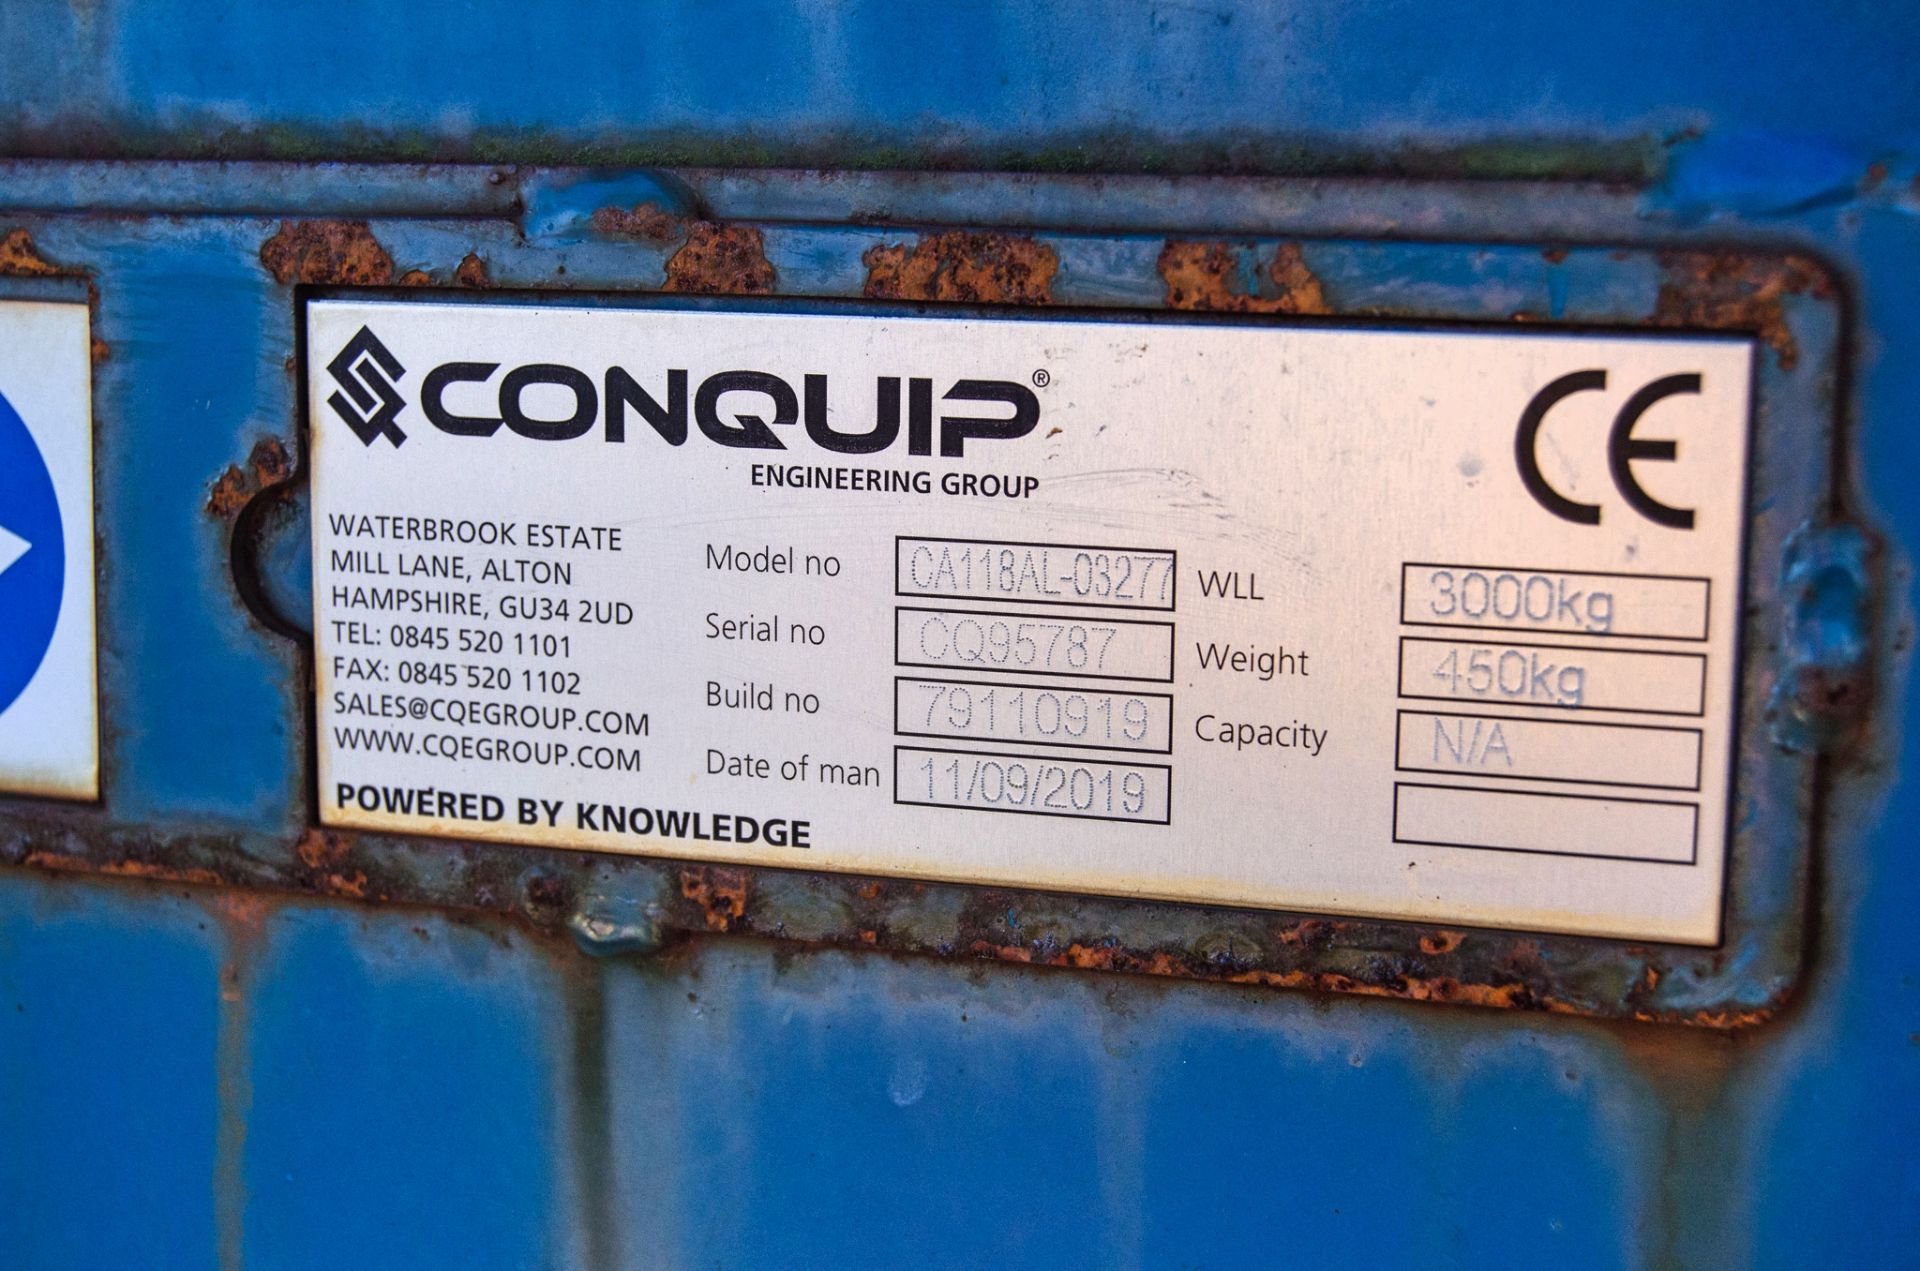 CONQUIP®
ENGINEERING GROUP
CE
WATERBROOK ESTATE
MILL LANE, ALTON
HAMPSHIRE, GU34 2UD
TEL: 0845 520 1101
FAX: 0845 520 1102
SALES@CQEGROUP.COM
WWW.CQEGROUP.COM
POWERED BY KNOWLEDGE
Model no CA118AL-03277
Serial no CQ95787
Build no 79110919
Date of man 11/09/2019
WLL 3000kg
Weight 450kg
Capacity N/A